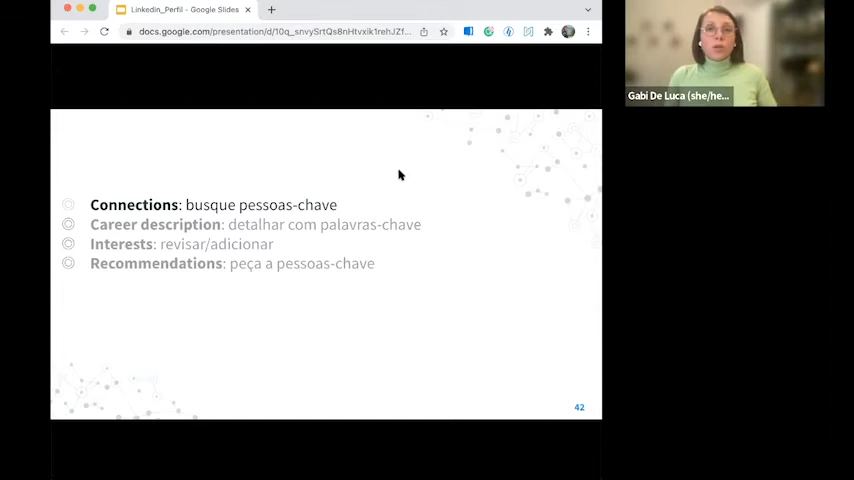 Linkedin_Perfil - Google Slides
docs.google.com/presentation/d/10q_snvySrtQs8nHtvxik1rehJZf...
Gabi De Luca (she/he...
Connections: busque pessoas-chave
Career description: detalhar com palavras-chave
Interests: revisar/adicionar
Recommendations: peça a pessoas-chave
42